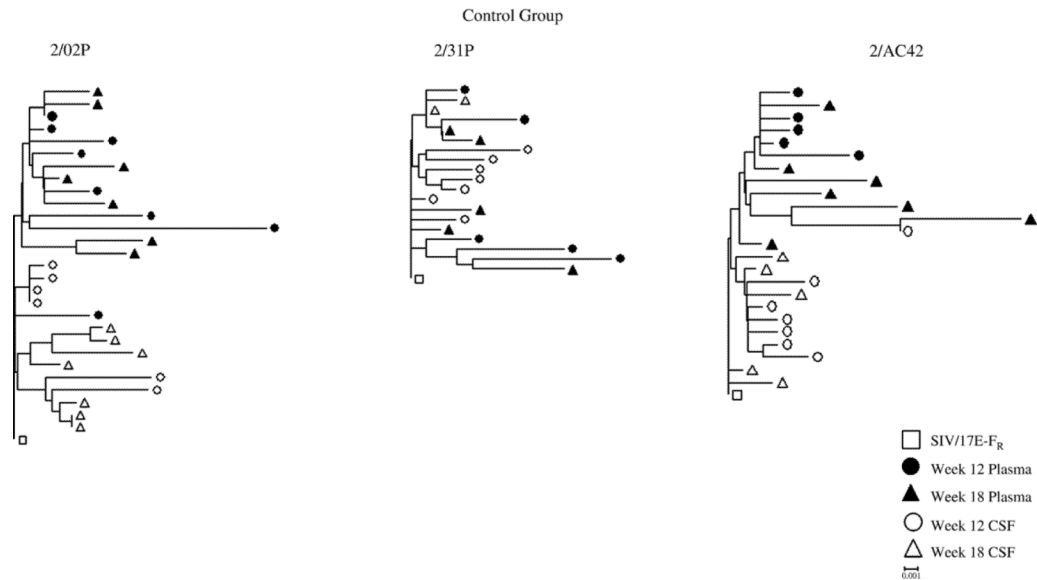 Control Group
2/02P
2/31P
2/AC42
SIV/17E-FR
Week 12 Plasma
Week 18 Plasma
Week 12 CSF
Week 18 CSF
0.001